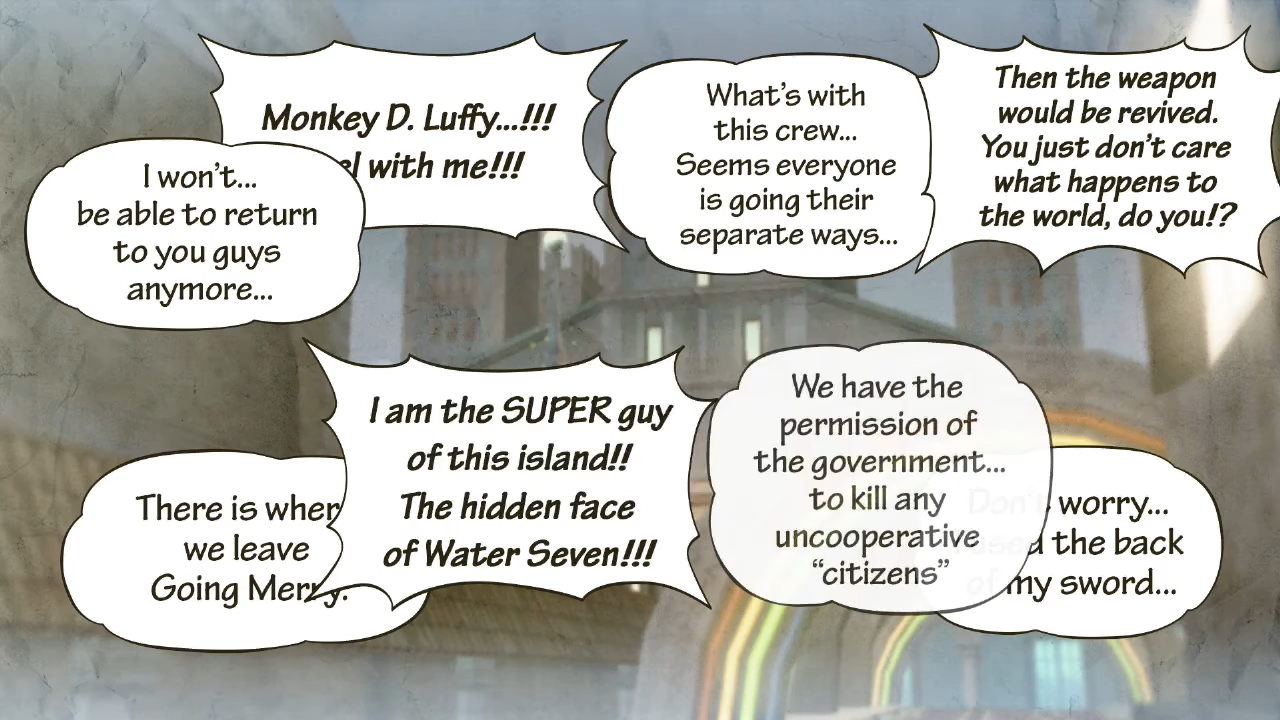 Monkey D. Luffy...!!!
l with me!!!
I won't...
be able to return
to you guys
anymore...
What's with
this crew...
Seems everyone
is going their
separate ways...
Then the weapon
would be revived.
You just don't care
what happens to
the world, do you!?
There is wher
we leave
Going Merry.
I am the SUPER guy
of this island!!
The hidden face
of Water Seven!!!
We have the
permission of
the government...
to kill any
uncooperative
“citizens”
Don't worry...
the back
of my sword...